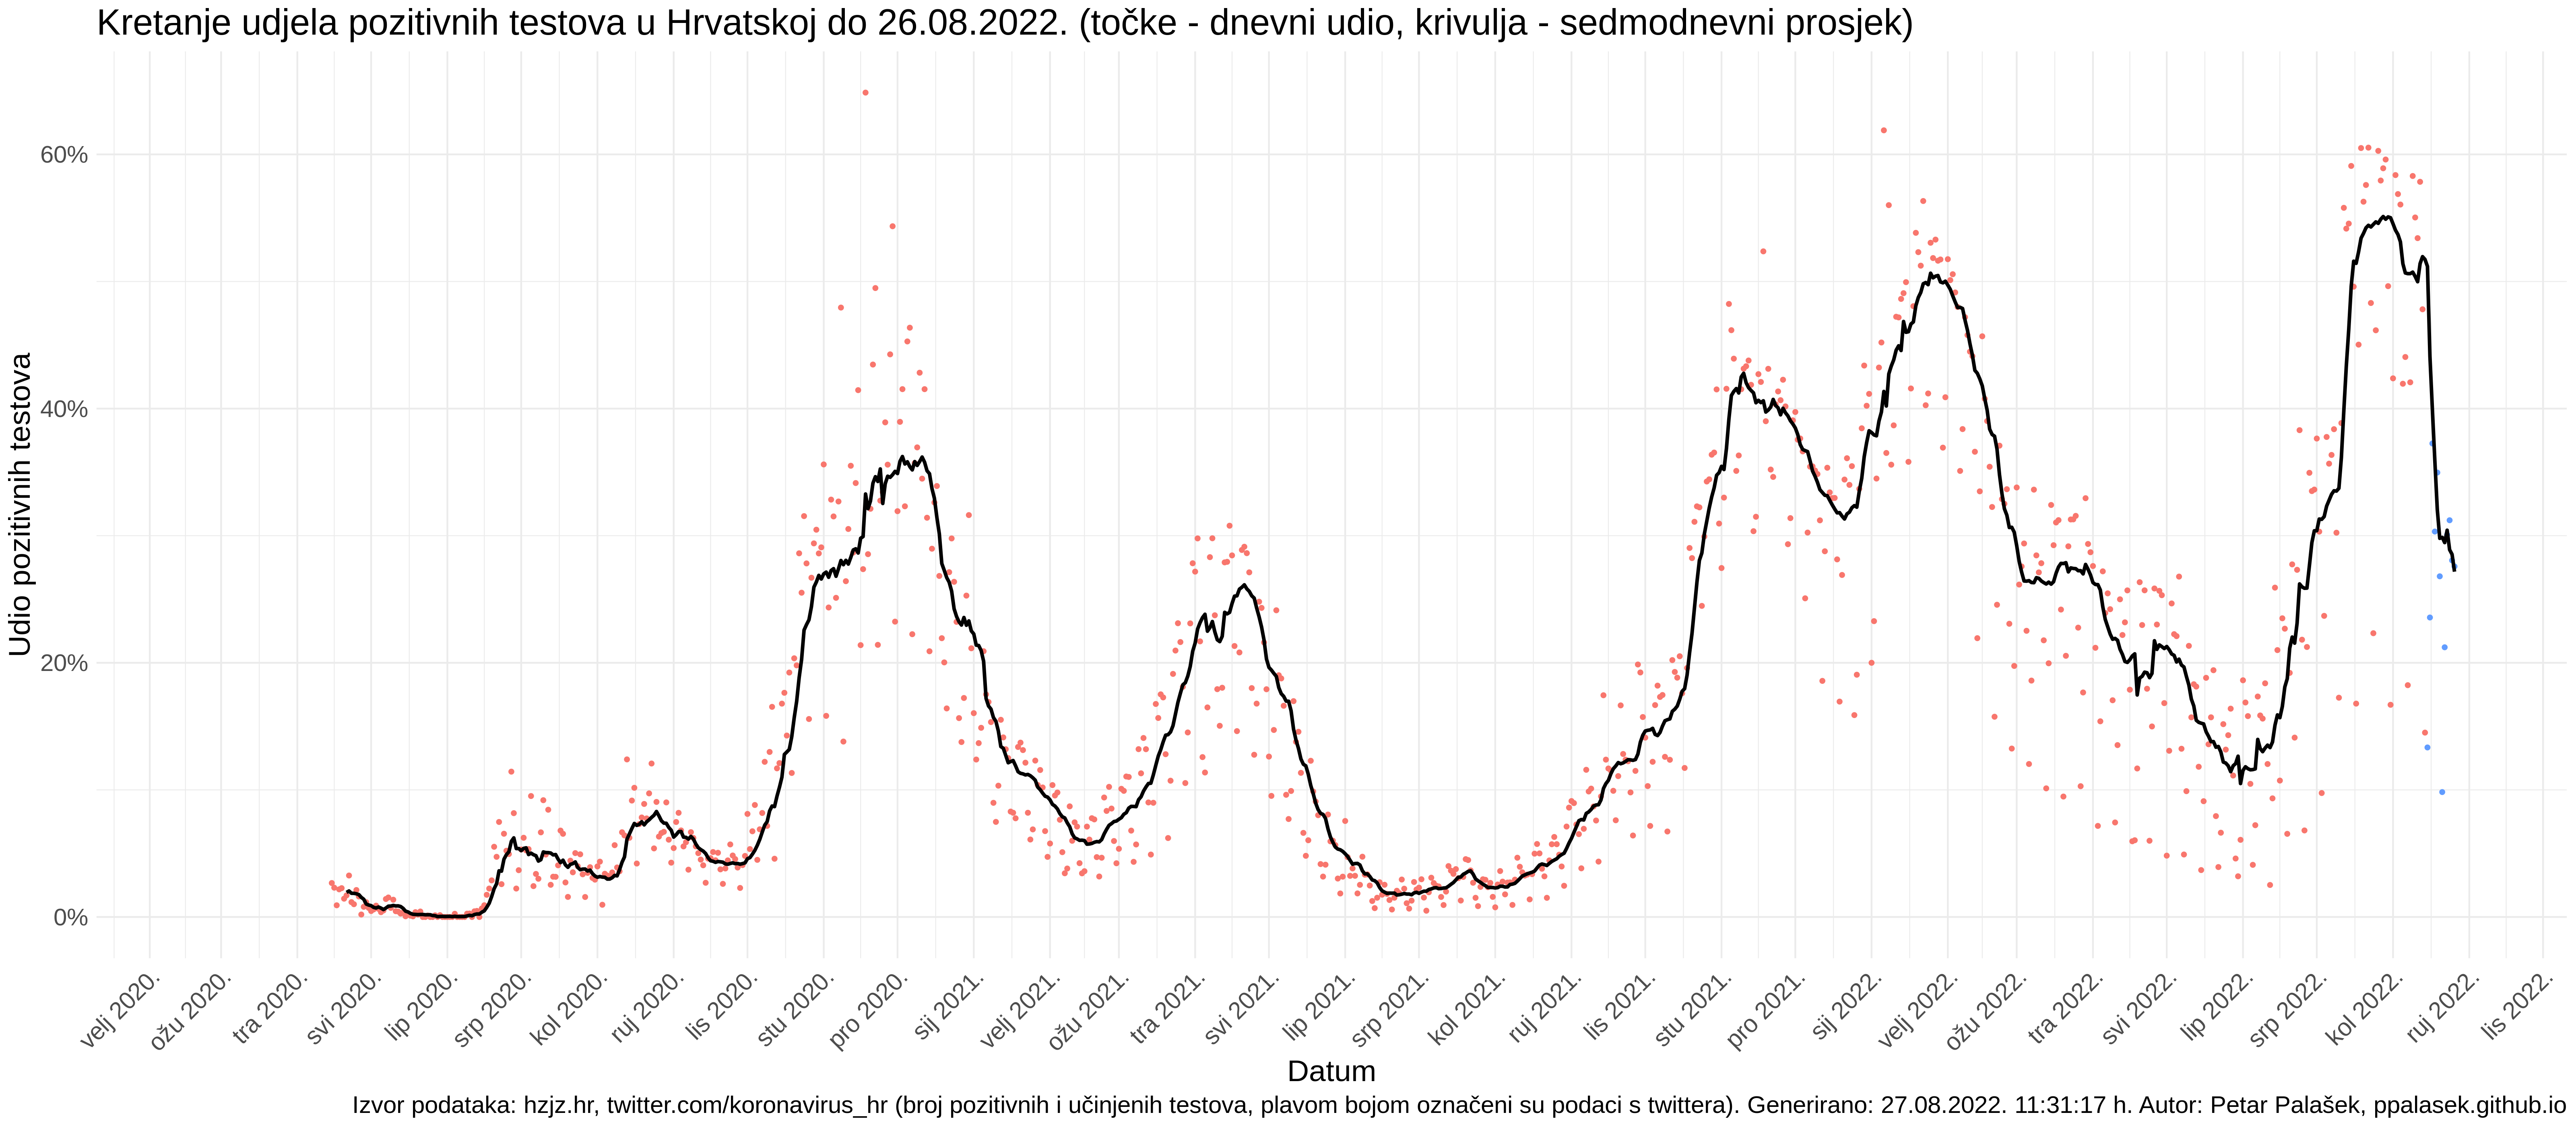 Kretanje udjela pozitivnih testova u Hrvatskoj do 26.08.2022. (točke - dnevni udio, krivulja - sedmodnevni prosjek)
Udio pozitivnih testova
60%
40%
20%
0%
velj 2020.
ožu 2020.
tra 2020.
svi 2020.
lip 2020.
srp 2020.
kol 2020.
ruj 2020.
lis 2020.
stu 2020.
pro 2020.
sij 2021.
velj 2021.
ožu 2021.
tra 2021.
svi 2021.
lip 2021.
srp 2021.
kol 2021.
ruj 2021.
lis 2021.
stu 2021.
pro 2021.
sij 2022.
velj 2022.
ožu 2022.
tra 2022.
svi 2022.
lip 2022.
srp 2022.
kol 2022.
ruj 2022.
lis 2022.
Datum
Izvor podataka: hzjz.hr, twitter.com/koronavirus_hr (broj pozitivnih i učinjenih testova, plavom bojom označeni su podaci s twittera). Generirano: 27.08.2022. 11:31:17 h. Autor: Petar Palašek, ppalasek.github.io